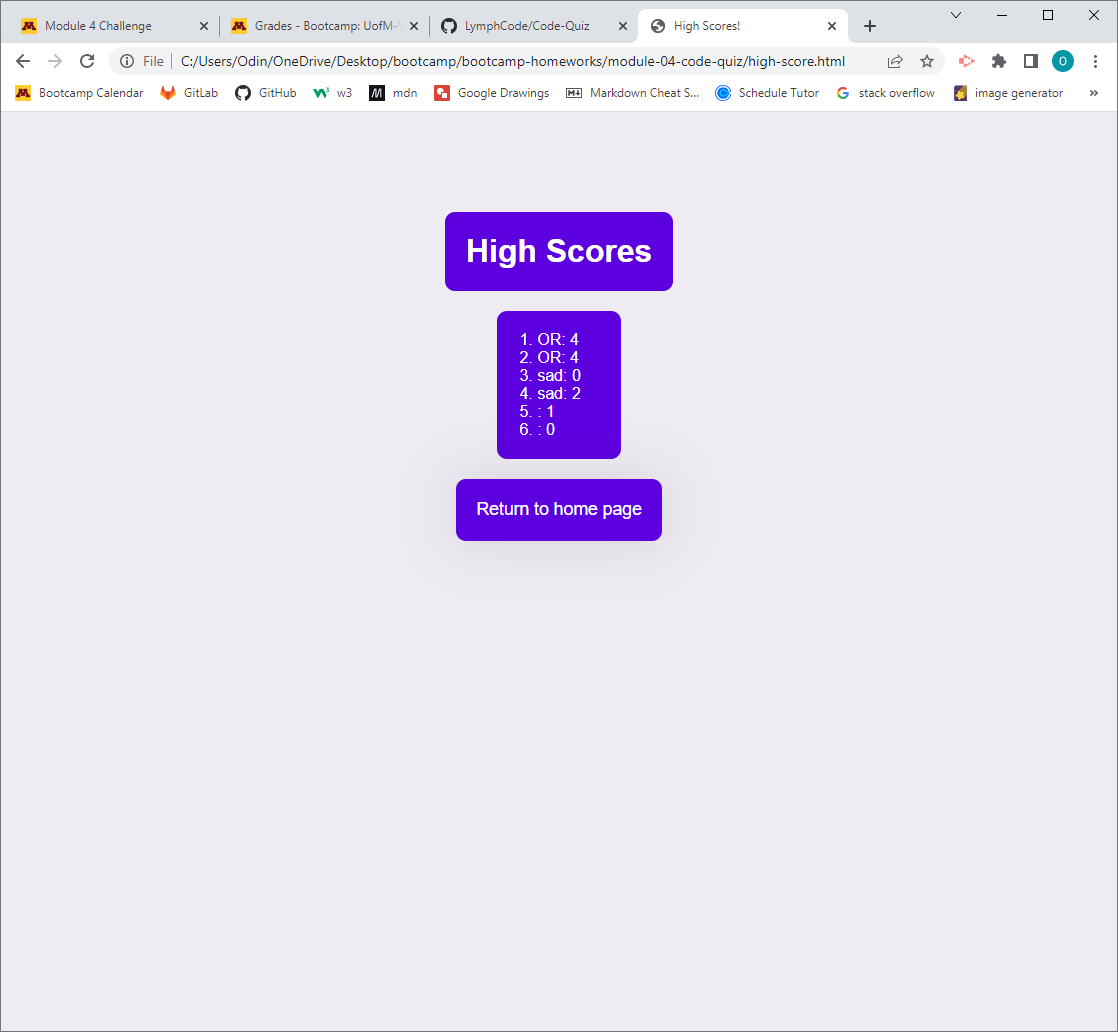 Module 4 Challenge
Grades - Bootcamp: UofM-
LymphCode/Code-Quiz
High Scores!
File
C:/Users/Odin/OneDrive/Desktop/bootcamp/bootcamp-homeworks/module-04-code-quiz/high-score.html
O
Bootcamp Calendar
GitLab
GitHub
w3
mdn
Google Drawings
Markdown Cheat S...
Schedule Tutor
stack overflow
image generator
»
High Scores
1. OR: 4
2. OR: 4
3. sad: 0
4. sad: 2
5. : 1
6. : 0
Return to home page